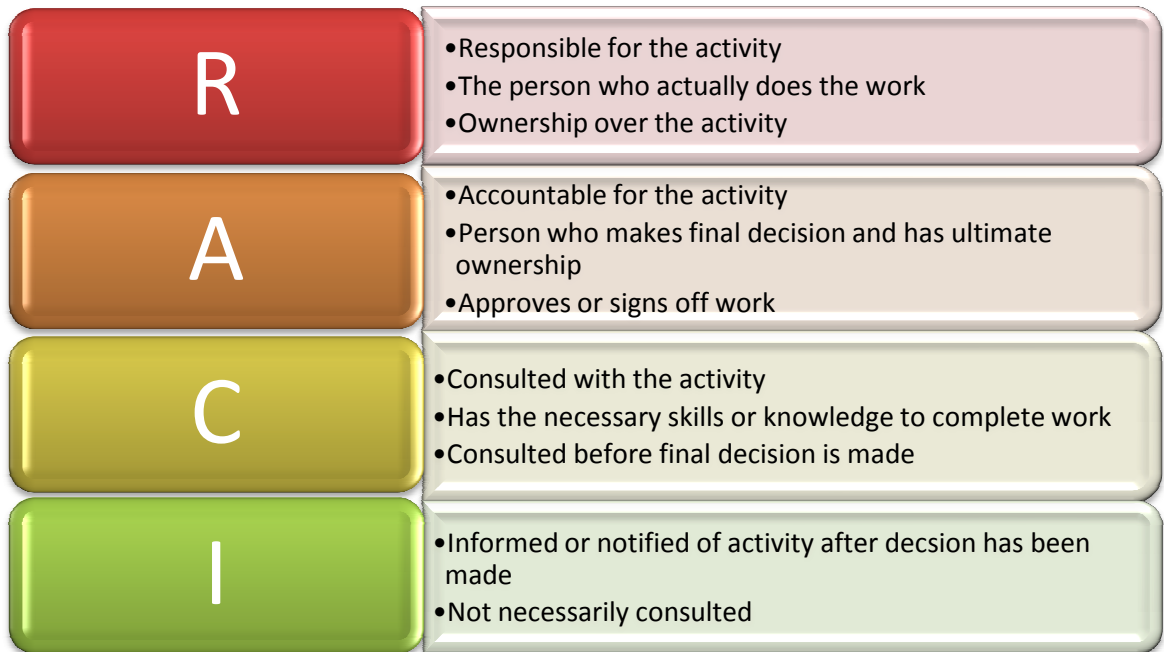 R
•Responsible for the activity
•The person who actually does the work
•Ownership over the activity
A
•Accountable for the activity
•Person who makes final decision and has ultimate
ownership
•Approves or signs off work
C
•Consulted with the activity
•Has the necessary skills or knowledge to complete work
•Consulted before final decision is made
I
•Informed or notified of activity after decsion has been
made
•Not necessarily consulted